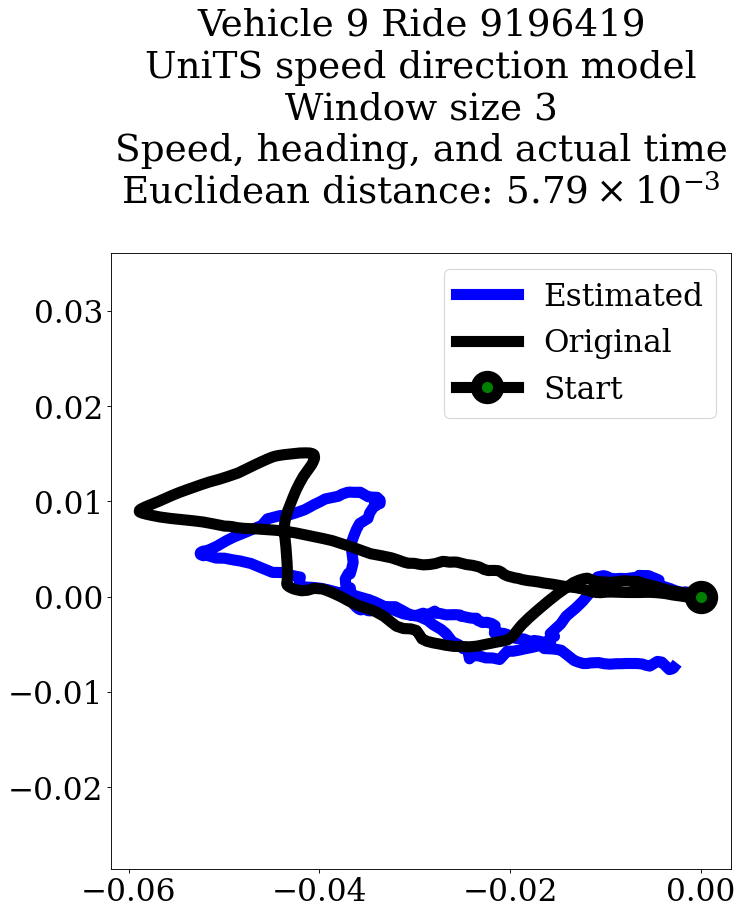 Vehicle 9 Ride 9196419
UniTS speed direction model
Window size 3
Speed, heading, and actual time
Euclidean distance: 5.79 × 10⁻³
Estimated
Original
Start
0.03
0.02
0.01
0.00
−0.01
−0.02
−0.06 −0.04 −0.02 0.00